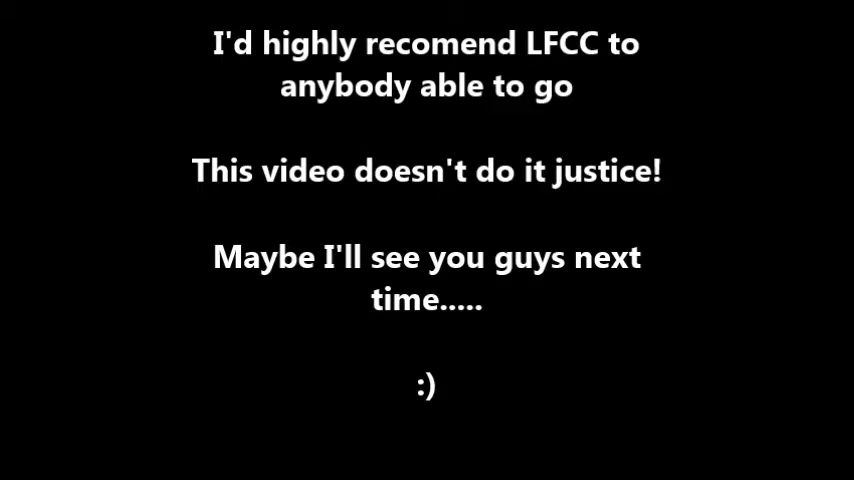 I'd highly recomend LFCC to
anybody able to go
This video doesn't do it justice!
Maybe I'll see you guys next
time.....
:)